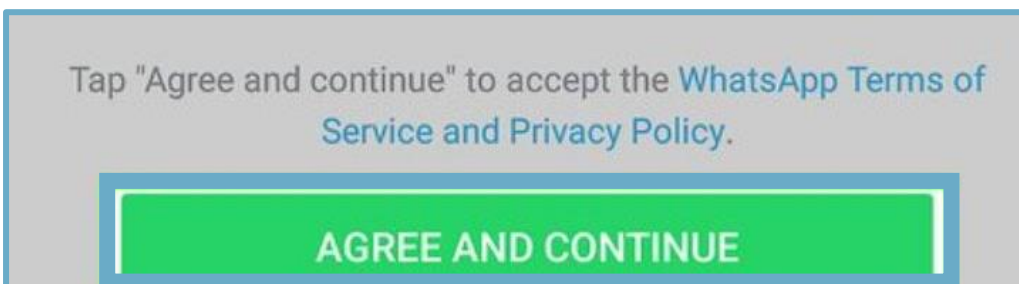 Tap "Agree and continue" to accept the WhatsApp Terms of
Service and Privacy Policy.
AGREE AND CONTINUE